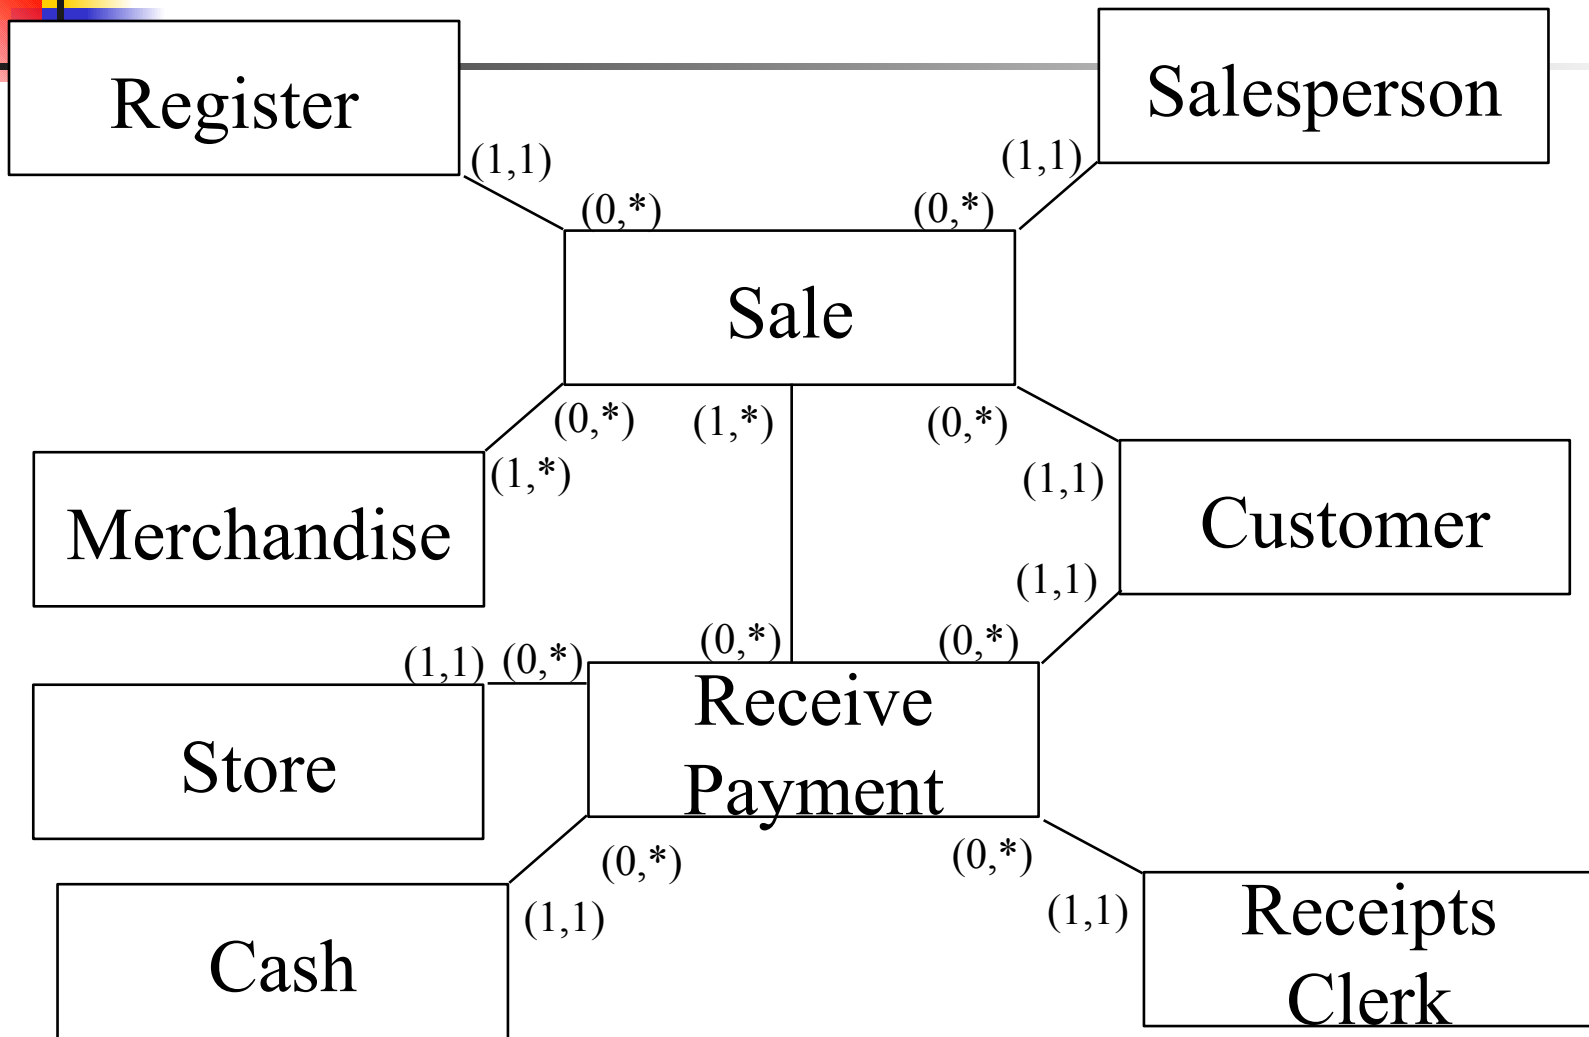 Register
Salesperson
(1,1)
(1,1)
(0,*)
(0,*)
Sale
(0,*)
(1,*)
(0,*)
(1,*)
(1,1)
Merchandise
Customer
(1,1)
(0,*)
(0,*)
(1,1)
(0,*)
Receive
Payment
Store
(0,*)
(0,*)
(1,1)
(1,1)
Cash
Receipts
Clerk